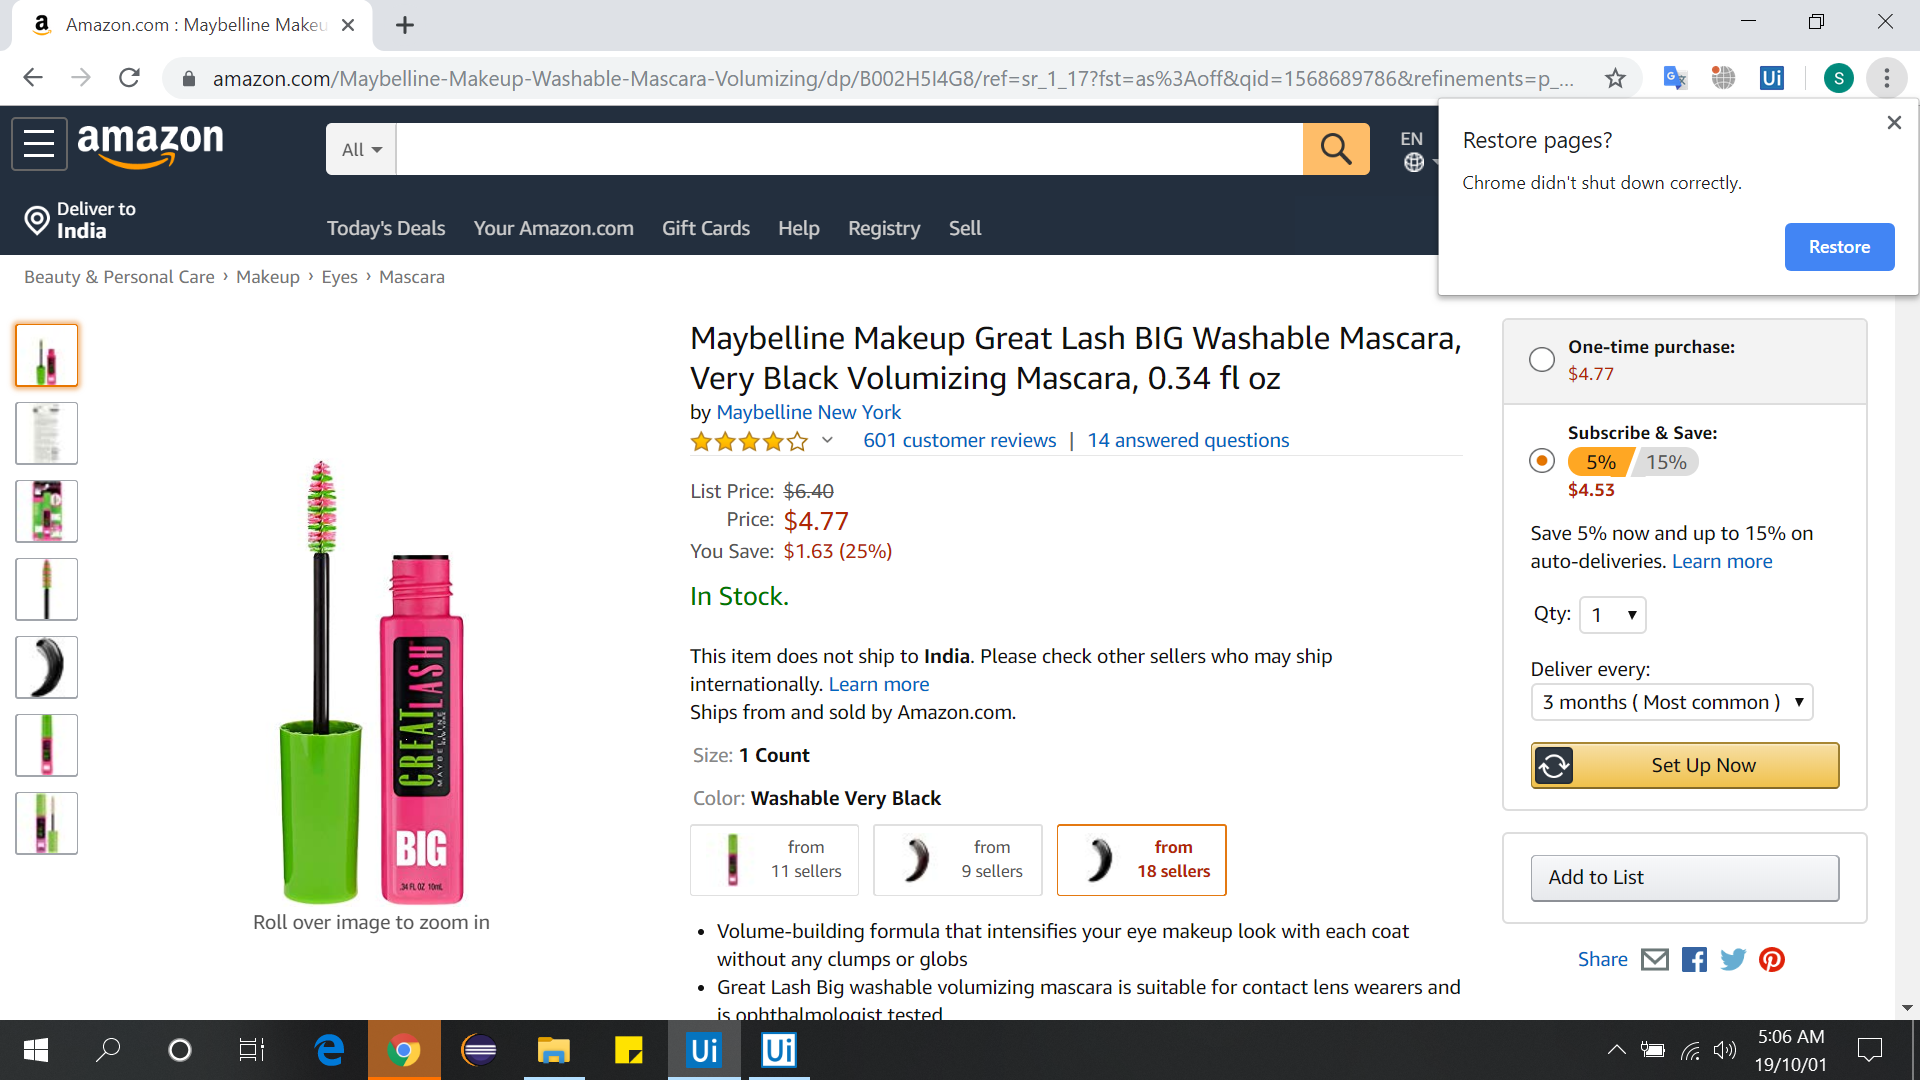 Amazon.com : Maybelline Makeu
amazon.com/Maybelline-Makeup-Washable-Mascara-Volumizing/dp/B002H5I4G8/ref=sr_1_17?fst=as%3Aoff&qid=1568689786&refinements=p_...
Ui
S
Restore pages?
Chrome didn't shut down correctly.
Restore
amazon
All
EN
Deliver to
India
Today's Deals
Your Amazon.com
Gift Cards
Help
Registry
Sell
Beauty & Personal Care › Makeup › Eyes › Mascara
Maybelline Makeup Great Lash BIG Washable Mascara,
Very Black Volumizing Mascara, 0.34 fl oz
by Maybelline New York
601 customer reviews | 14 answered questions
List Price: $6.40
Price: $4.77
You Save: $1.63 (25%)
In Stock.
This item does not ship to India. Please check other sellers who may ship
internationally. Learn more
Ships from and sold by Amazon.com.
Size: 1 Count
Color: Washable Very Black
from
11 sellers
from
9 sellers
from
18 sellers
• Volume-building formula that intensifies your eye makeup look with each coat
without any clumps or globs
• Great Lash Big washable volumizing mascara is suitable for contact lens wearers and
is ophthalmologist tested
GREAT LASH
MAYBELLINE
NEW YORK
BIG
.34 FL OZ 10mL
Roll over image to zoom in
One-time purchase:
$4.77
Subscribe & Save:
5% 15%
$4.53
Save 5% now and up to 15% on
auto-deliveries. Learn more
Qty: 1
Deliver every:
3 months ( Most common )
Set Up Now
Add to List
Share
Ui
Ui
5:06 AM
19/10/01